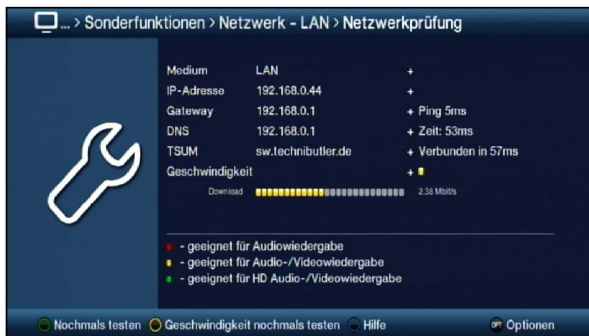 ... > Sonderfunktionen > Netzwerk - LAN > Netzwerkprüfung
Medium LAN +
IP-Adresse 192.168.0.44 +
Gateway 192.168.0.1 + Ping 5ms
DNS 192.168.0.1 + Zeit: 53ms
TSUM sw.technibutler.de + Verbunden in 57ms
Geschwindigkeit +
Download 2.38 Mbit/s
- geeignet für Audiowiedergabe
- geeignet für Audio-/Videowiedergabe
- geeignet für HD Audio-/Videowiedergabe
Nochmals testen Geschwindigkeit nochmals testen Hilfe OPT Optionen